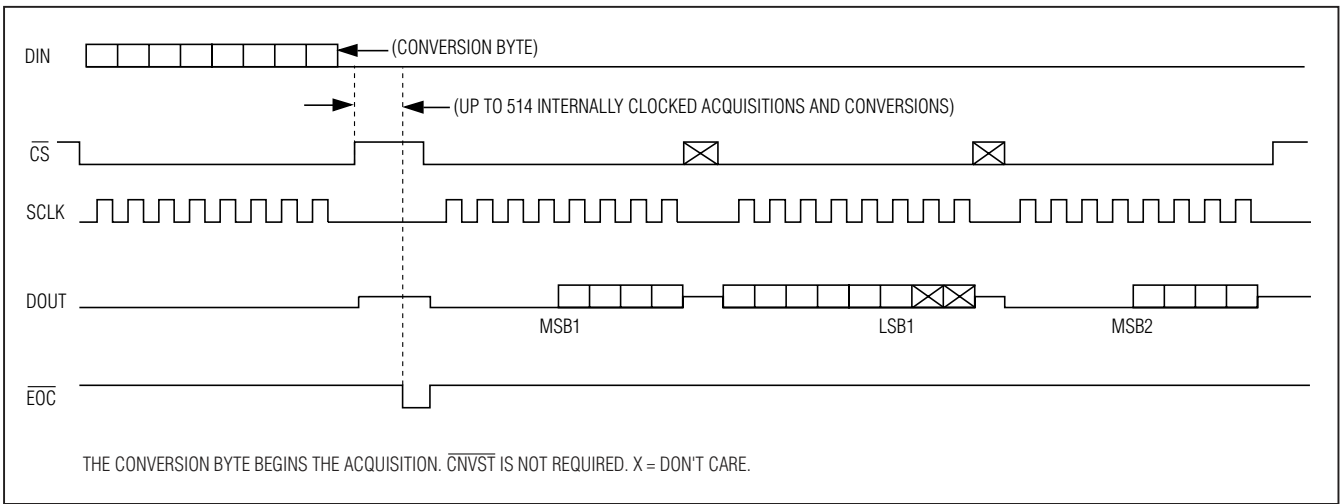 DIN
(CONVERSION BYTE)
(UP TO 514 INTERNALLY CLOCKED ACQUISITIONS AND CONVERSIONS)
CS
SCLK
DOUT
MSB1
LSB1
MSB2
EOC
THE CONVERSION BYTE BEGINS THE ACQUISITION. CNVST IS NOT REQUIRED. X = DON'T CARE.